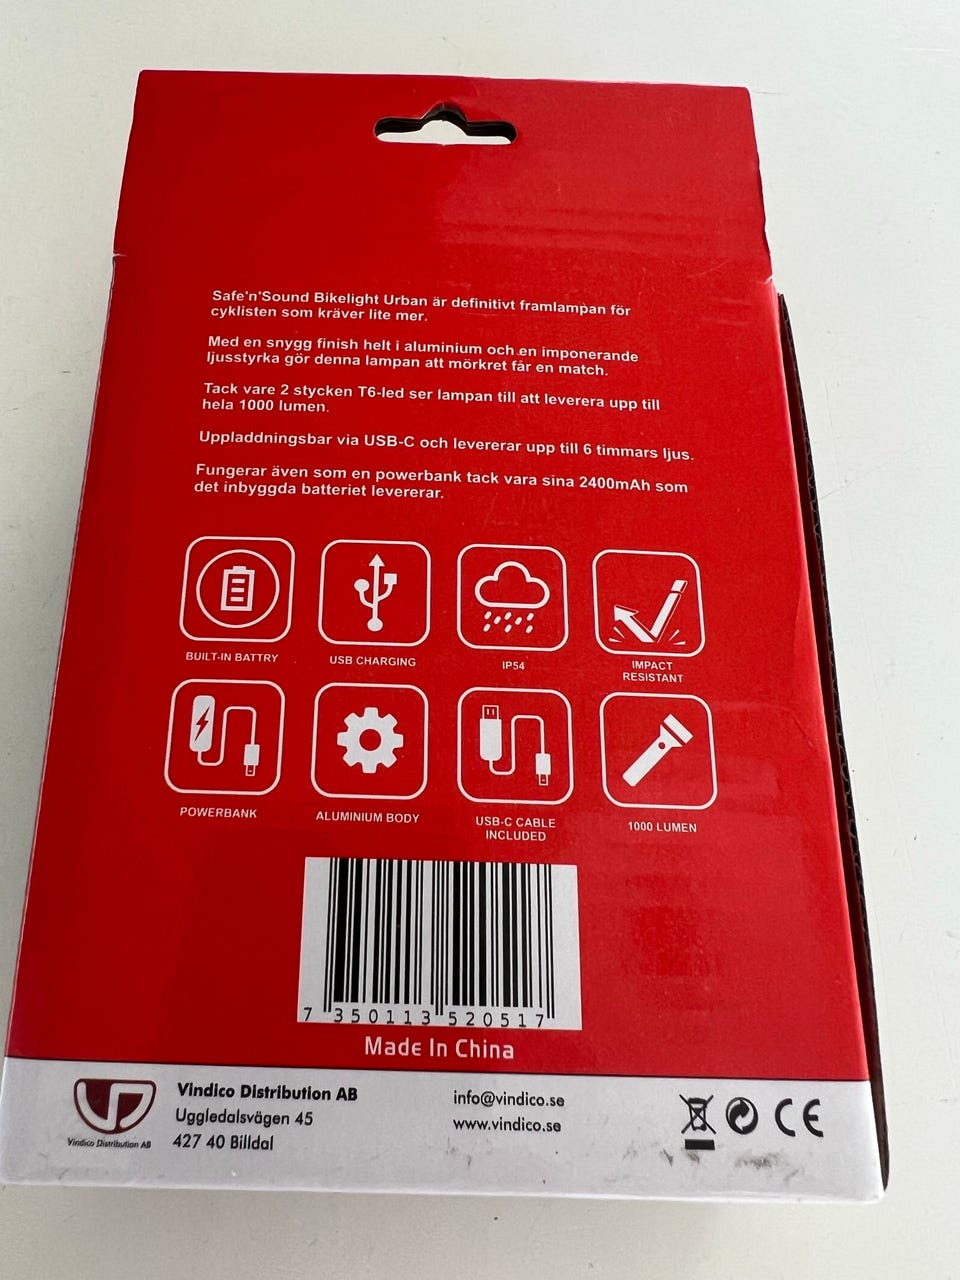 Safe'n'Sound Bikelight Urban är definitivt framlampan för
cyklisten som kräver lite mer.
Med en snygg finish helt i aluminium och en imponerande
ljusstyrka gör denna lampan att mörkret får en match.
Tack vare 2 stycken T6-led ser lampan till att leverera upp till
hela 1000 lumen.
Uppladdningsbar via USB-C och levererar upp till 6 timmars ljus.
Fungerar även som en powerbank tack vara sina 2400mAh som
det inbyggda batteriet levererar.
BUILT-IN BATTRY
USB CHARGING
IP54
IMPACT
RESISTANT
POWERBANK
ALUMINIUM BODY
USB-C CABLE
INCLUDED
1000 LUMEN
7 350113 520517
Made In China
Vindico Distribution AB
Vindico Distribution AB
Uggledalsvägen 45
427 40 Billdal
info@vindico.se
www.vindico.se
CE